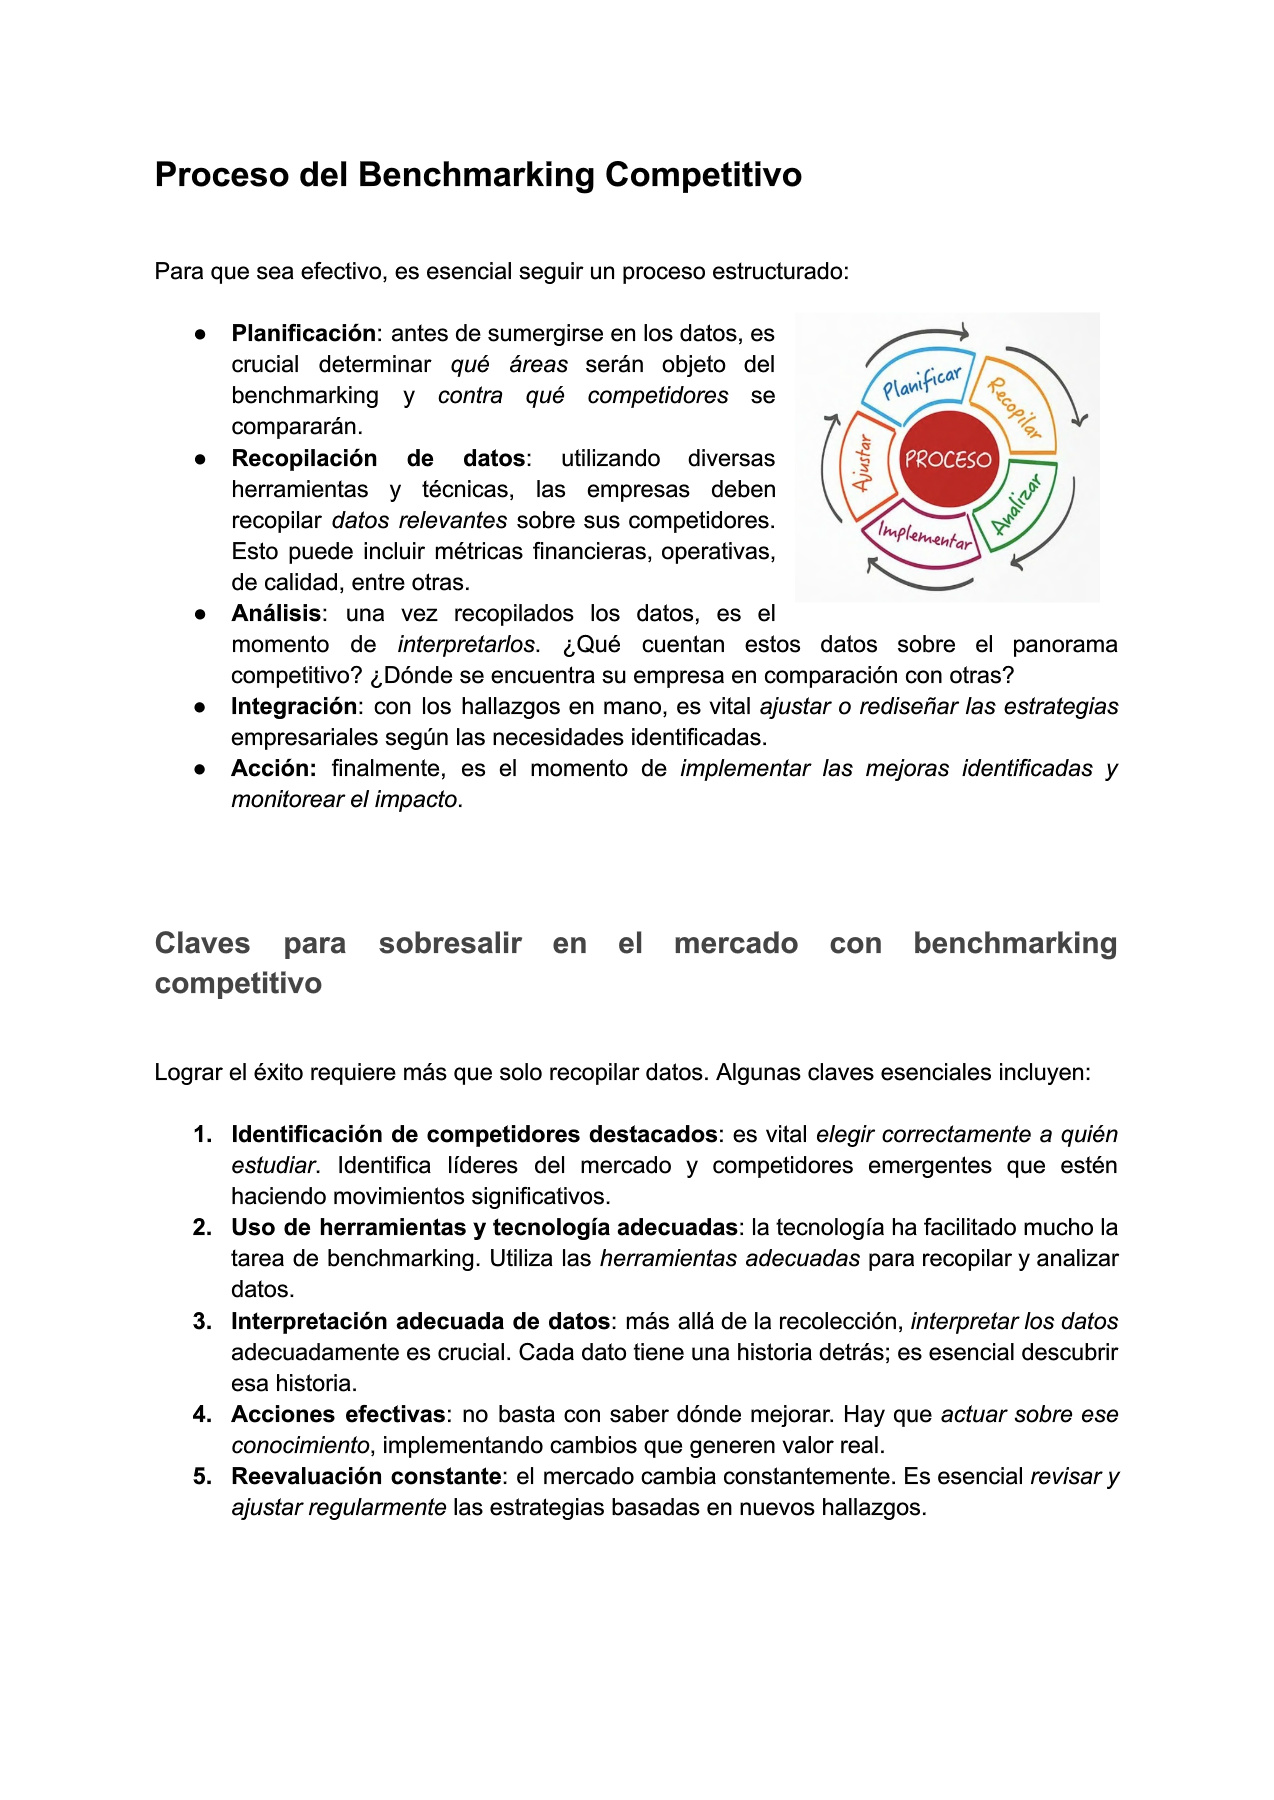 Proceso del Benchmarking Competitivo
Para que sea efectivo, es esencial seguir un proceso estructurado:
● Planificación: antes de sumergirse en los datos, es
crucial determinar qué áreas serán objeto del
benchmarking y contra qué competidores se
compararán.
● Recopilación de datos: utilizando diversas
herramientas y técnicas, las empresas deben
recopilar datos relevantes sobre sus competidores.
Esto puede incluir métricas financieras, operativas,
de calidad, entre otras.
Planificar
Recopilar
Analizar
Implementar
Ajustar
PROCESO
● Análisis: una vez recopilados los datos, es el
momento de interpretarlos. ¿Qué cuentan estos datos sobre el panorama
competitivo? ¿Dónde se encuentra su empresa en comparación con otras?
● Integración: con los hallazgos en mano, es vital ajustar o rediseñar las estrategias
empresariales según las necesidades identificadas.
● Acción: finalmente, es el momento de implementar las mejoras identificadas y
monitorear el impacto.
Claves para sobresalir en el mercado con benchmarking
competitivo
Lograr el éxito requiere más que solo recopilar datos. Algunas claves esenciales incluyen:
1. Identificación de competidores destacados: es vital elegir correctamente a quién
estudiar. Identifica líderes del mercado y competidores emergentes que estén
haciendo movimientos significativos.
2. Uso de herramientas y tecnología adecuadas: la tecnología ha facilitado mucho la
tarea de benchmarking. Utiliza las herramientas adecuadas para recopilar y analizar
datos.
3. Interpretación adecuada de datos: más allá de la recolección, interpretar los datos
adecuadamente es crucial. Cada dato tiene una historia detrás; es esencial descubrir
esa historia.
4. Acciones efectivas: no basta con saber dónde mejorar. Hay que actuar sobre ese
conocimiento, implementando cambios que generen valor real.
5. Reevaluación constante: el mercado cambia constantemente. Es esencial revisar y
ajustar regularmente las estrategias basadas en nuevos hallazgos.